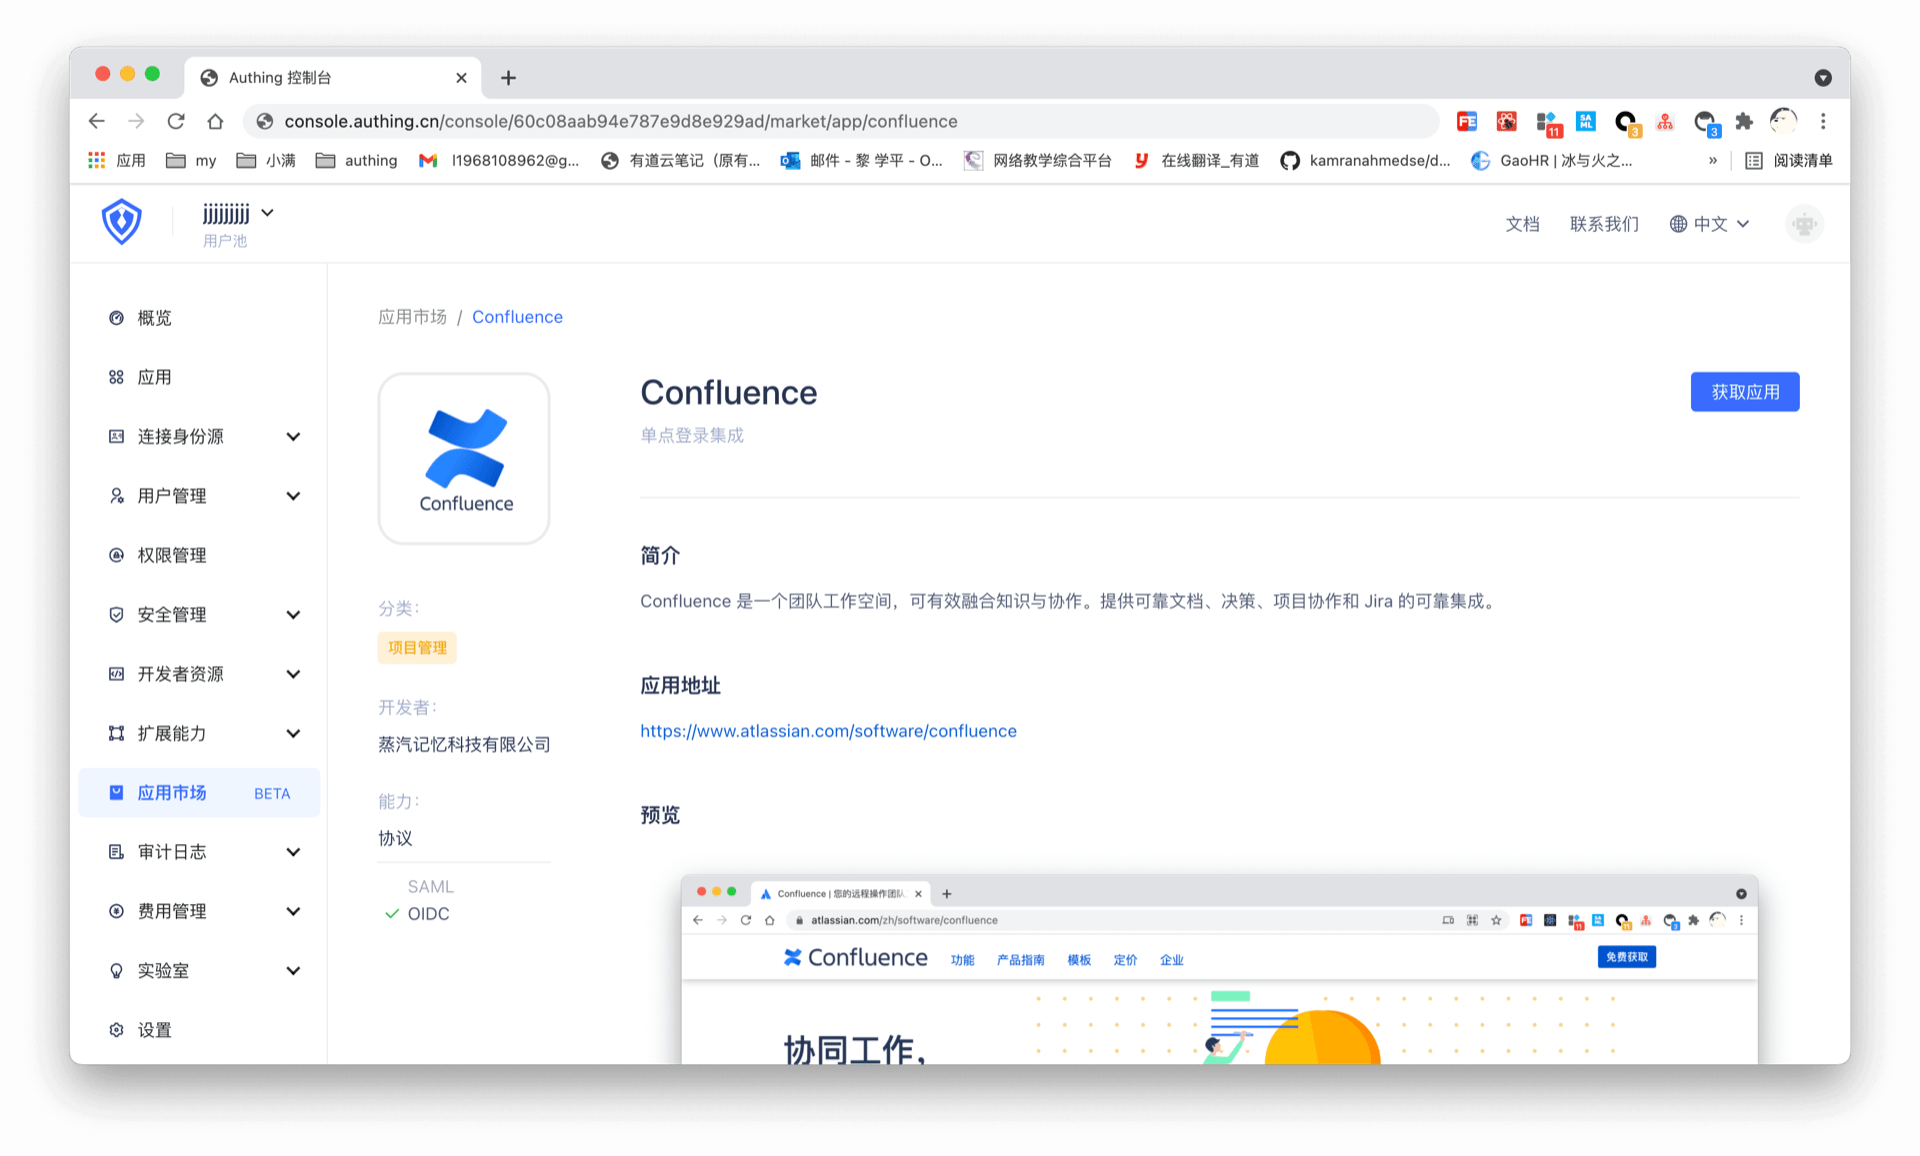 Authing 控制台
console.authing.cn/console/60c08aab94e787e9d8e929ad/market/app/confluence
FE
11
SA
ML
3
3
应用
my
小满
authing
l1968108962@g...
有道云笔记（原有...
邮件 - 黎 学平 - O...
网络教学综合平台
y
在线翻译_有道
kamranahmedse/d...
GaoHR | 冰与火之...
»
阅读清单
jjjjjjjjj
用户池
文档
联系我们
中文
概览
应用
连接身份源
用户管理
权限管理
安全管理
开发者资源
扩展能力
应用市场
BETA
审计日志
费用管理
实验室
设置
应用市场 / Confluence
Confluence
分类：
项目管理
开发者：
蒸汽记忆科技有限公司
能力：
协议
SAML
OIDC
Confluence
单点登录集成
获取应用
简介
Confluence 是一个团队工作空间，可有效融合知识与协作。提供可靠文档、决策、项目协作和 Jira 的可靠集成。
应用地址
https://www.atlassian.com/software/confluence
预览
Confluence | 您的远程操作团队
atlassian.com/zh/software/confluence
11
11
3
Confluence
功能
产品指南
模板
定价
企业
免费获取
协同工作,